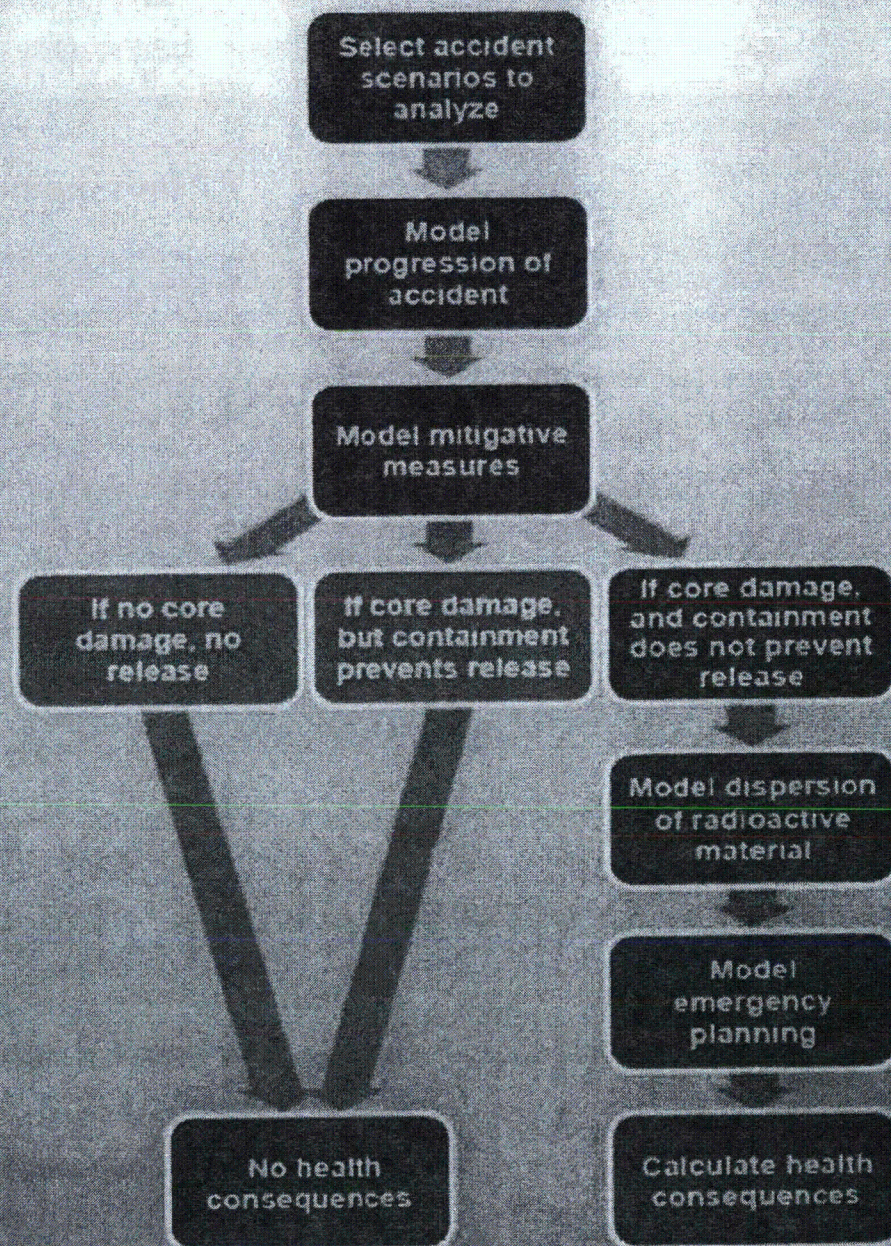 Select accident
scenarios to
analyze
Model
progression of
accident
Model mitigative
measures
If no core
damage, no
release
If core damage,
but containment
prevents release
If core damage,
and containment
does not prevent
release
Model dispersion
of radioactive
material
Model
emergency
planning
No health
consequences
Calculate health
consequences